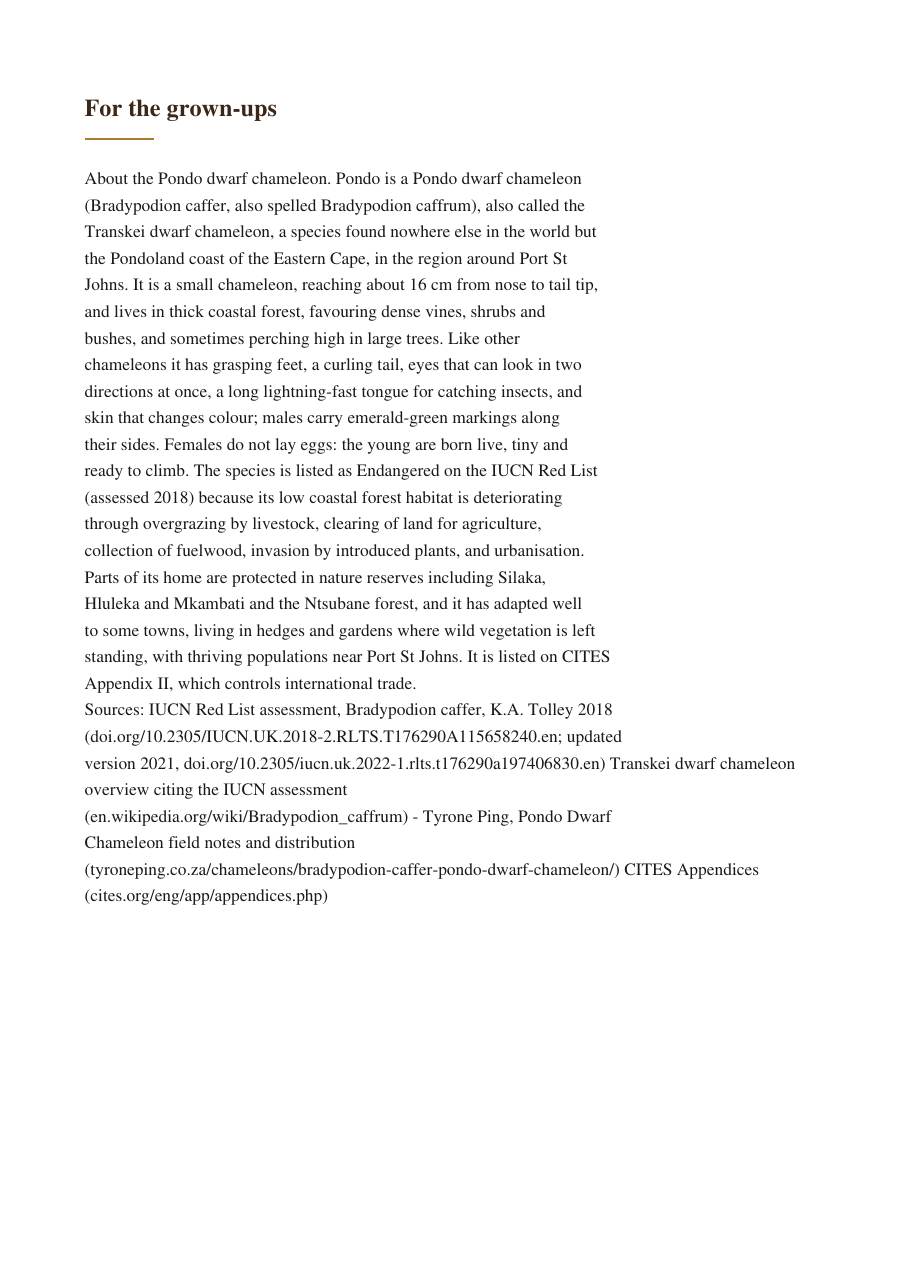 For the grown-ups
About the Pondo dwarf chameleon. Pondo is a Pondo dwarf chameleon
(Bradypodion caffer, also spelled Bradypodion caffrum), also called the
Transkei dwarf chameleon, a species found nowhere else in the world but
the Pondoland coast of the Eastern Cape, in the region around Port St
Johns. It is a small chameleon, reaching about 16 cm from nose to tail tip,
and lives in thick coastal forest, favouring dense vines, shrubs and
bushes, and sometimes perching high in large trees. Like other
chameleons it has grasping feet, a curling tail, eyes that can look in two
directions at once, a long lightning-fast tongue for catching insects, and
skin that changes colour; males carry emerald-green markings along
their sides. Females do not lay eggs: the young are born live, tiny and
ready to climb. The species is listed as Endangered on the IUCN Red List
(assessed 2018) because its low coastal forest habitat is deteriorating
through overgrazing by livestock, clearing of land for agriculture,
collection of fuelwood, invasion by introduced plants, and urbanisation.
Parts of its home are protected in nature reserves including Silaka,
Hluleka and Mkambati and the Ntsubane forest, and it has adapted well
to some towns, living in hedges and gardens where wild vegetation is left
standing, with thriving populations near Port St Johns. It is listed on CITES
Appendix II, which controls international trade.
Sources: IUCN Red List assessment, Bradypodion caffer, K.A. Tolley 2018
(doi.org/10.2305/IUCN.UK.2018-2.RLTS.T176290A115658240.en; updated
version 2021, doi.org/10.2305/iucn.uk.2022-1.rlts.t176290a197406830.en) Transkei dwarf chameleon
overview citing the IUCN assessment
(en.wikipedia.org/wiki/Bradypodion_caffrum) - Tyrone Ping, Pondo Dwarf
Chameleon field notes and distribution
(tyroneping.co.za/chameleons/bradypodion-caffer-pondo-dwarf-chameleon/) CITES Appendices
(cites.org/eng/app/appendices.php)